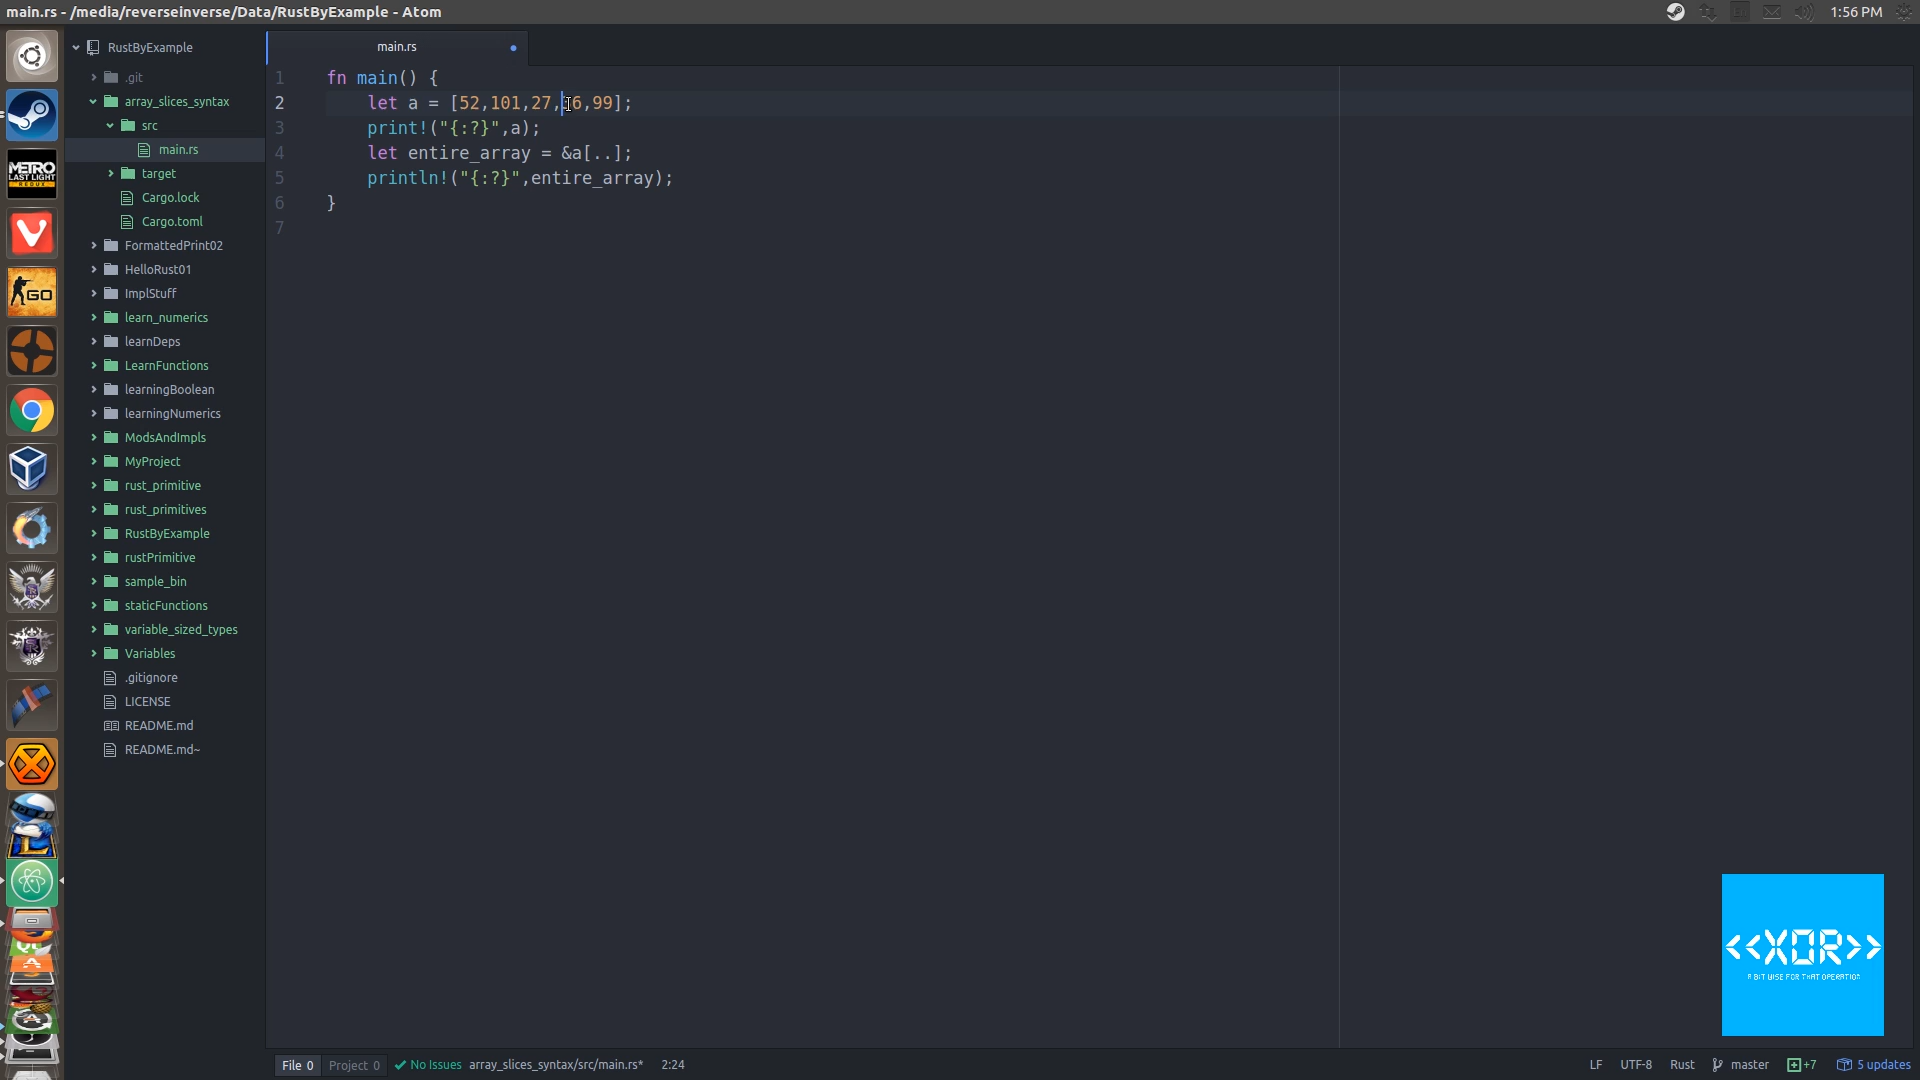 main.rs - /media/reverseinverse/Data/RustByExample - Atom
1:56 PM
METRO
LAST LIGHT
REDUX
GO
RustByExample
.git
array_slices_syntax
src
main.rs
target
Cargo.lock
Cargo.toml
FormattedPrint02
HelloRust01
ImplStuff
learn_numerics
learnDeps
LearnFunctions
learningBoolean
learningNumerics
ModsAndImpls
MyProject
rust_primitive
rust_primitives
RustByExample
rustPrimitive
sample_bin
staticFunctions
variable_sized_types
Variables
.gitignore
LICENSE
README.md
README.md~
main.rs
1 fn main() {
2 let a = [52,101,27,6,99];
3 print!("{:?}",a);
4 let entire_array = &a[..];
5 println!("{:?}",entire_array);
6 }
7
<<XOR>>
A BIT WISE FOR THAT OPERATION
File 0 Project 0 No Issues array_slices_syntax/src/main.rs* 2:24 LF UTF-8 Rust master +7 5 updates